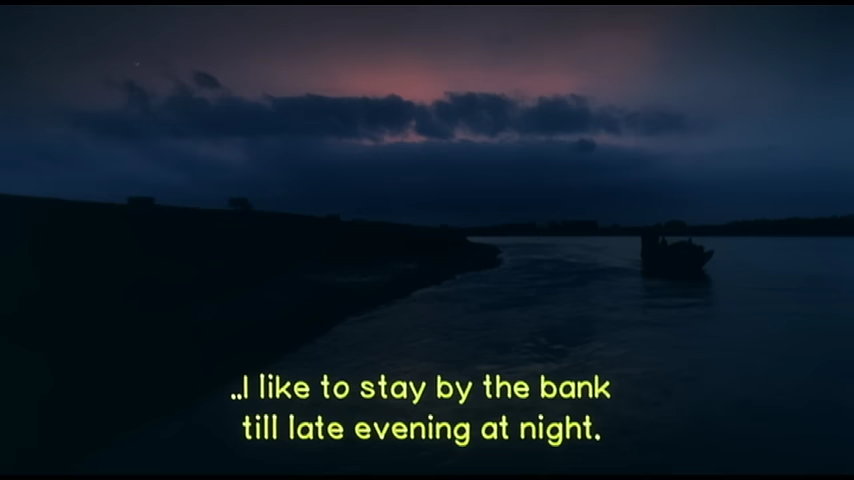 ..I like to stay by the bank
till late evening at night.